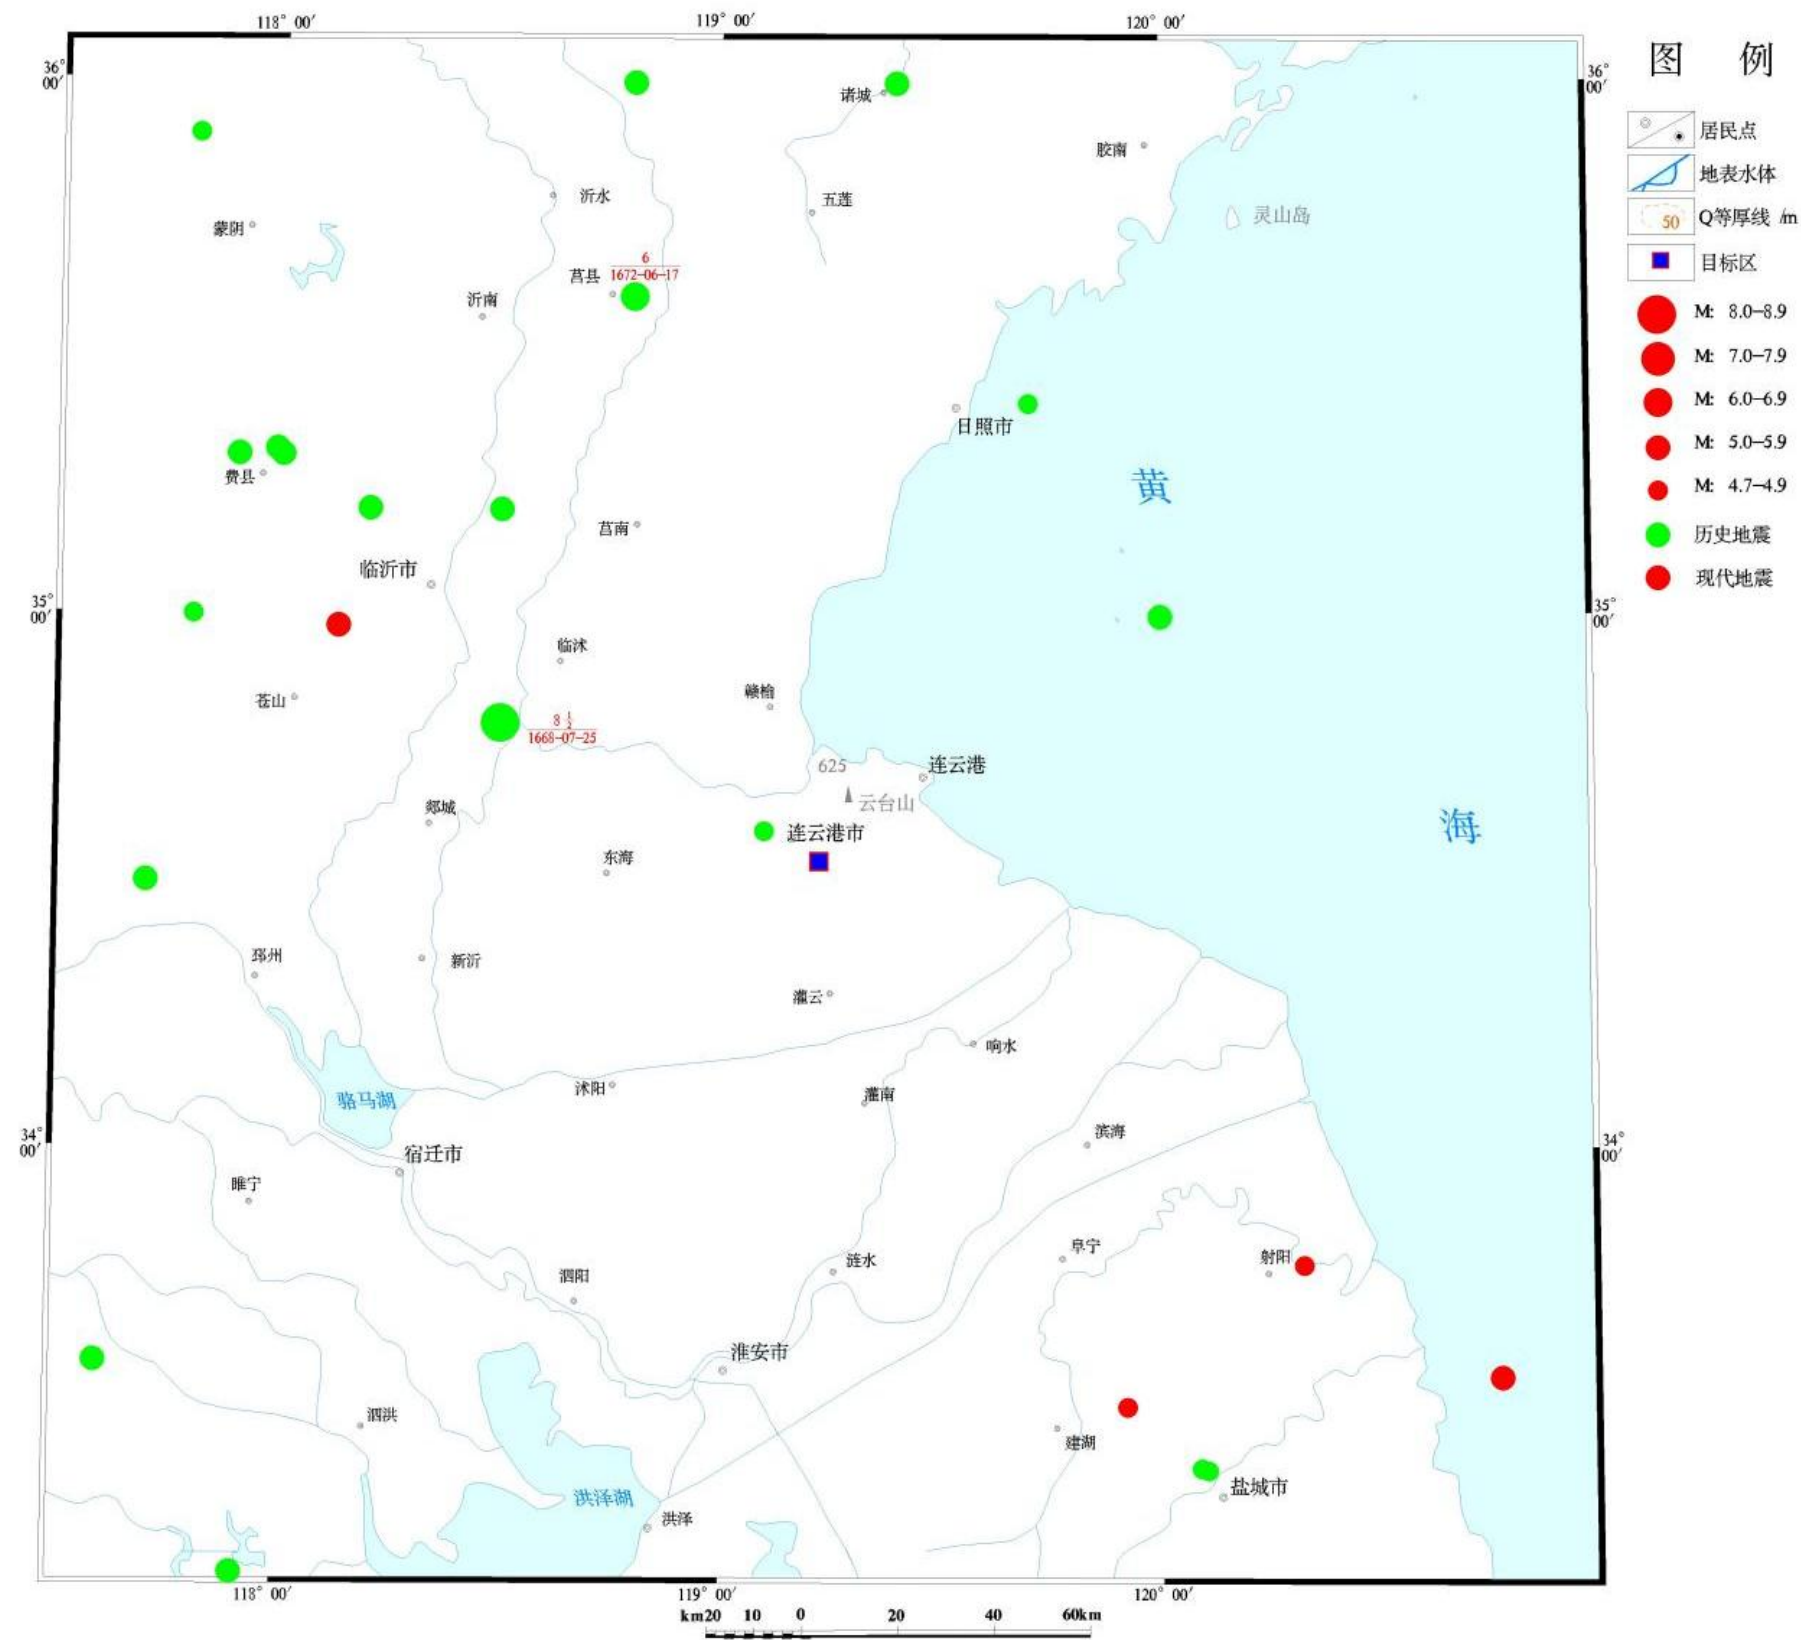 118° 00′
119° 00′
120° 00′
36°
00′
36°
00′
图 例
诸城
胶南
居民点
地表水体
沂水
五莲
灵山岛
50
Q等厚线 /m
蒙阴
6
1672-06-17
莒县
目标区
沂南
M: 8.0—8.9
M: 7.0—7.9
M: 6.0—6.9
日照市
M: 5.0—5.9
费县
黄
M: 4.7—4.9
莒南
历史地震
临沂市
现代地震
35°
00′
35°
00′
临沭
苍山
赣榆
8 1/2
1668-07-25
625
连云港
云台山
郯城
连云港市
海
东海
邳州
新沂
灌云
响水
骆马湖
沭阳
灌南
34°
00′
34°
00′
宿迁市
滨海
睢宁
阜宁
射阳
涟水
泗阳
淮安市
泗洪
建湖
洪泽湖
盐城市
洪泽
118° 00′
119° 00′
120° 00′
km20 10 0 20 40 60km